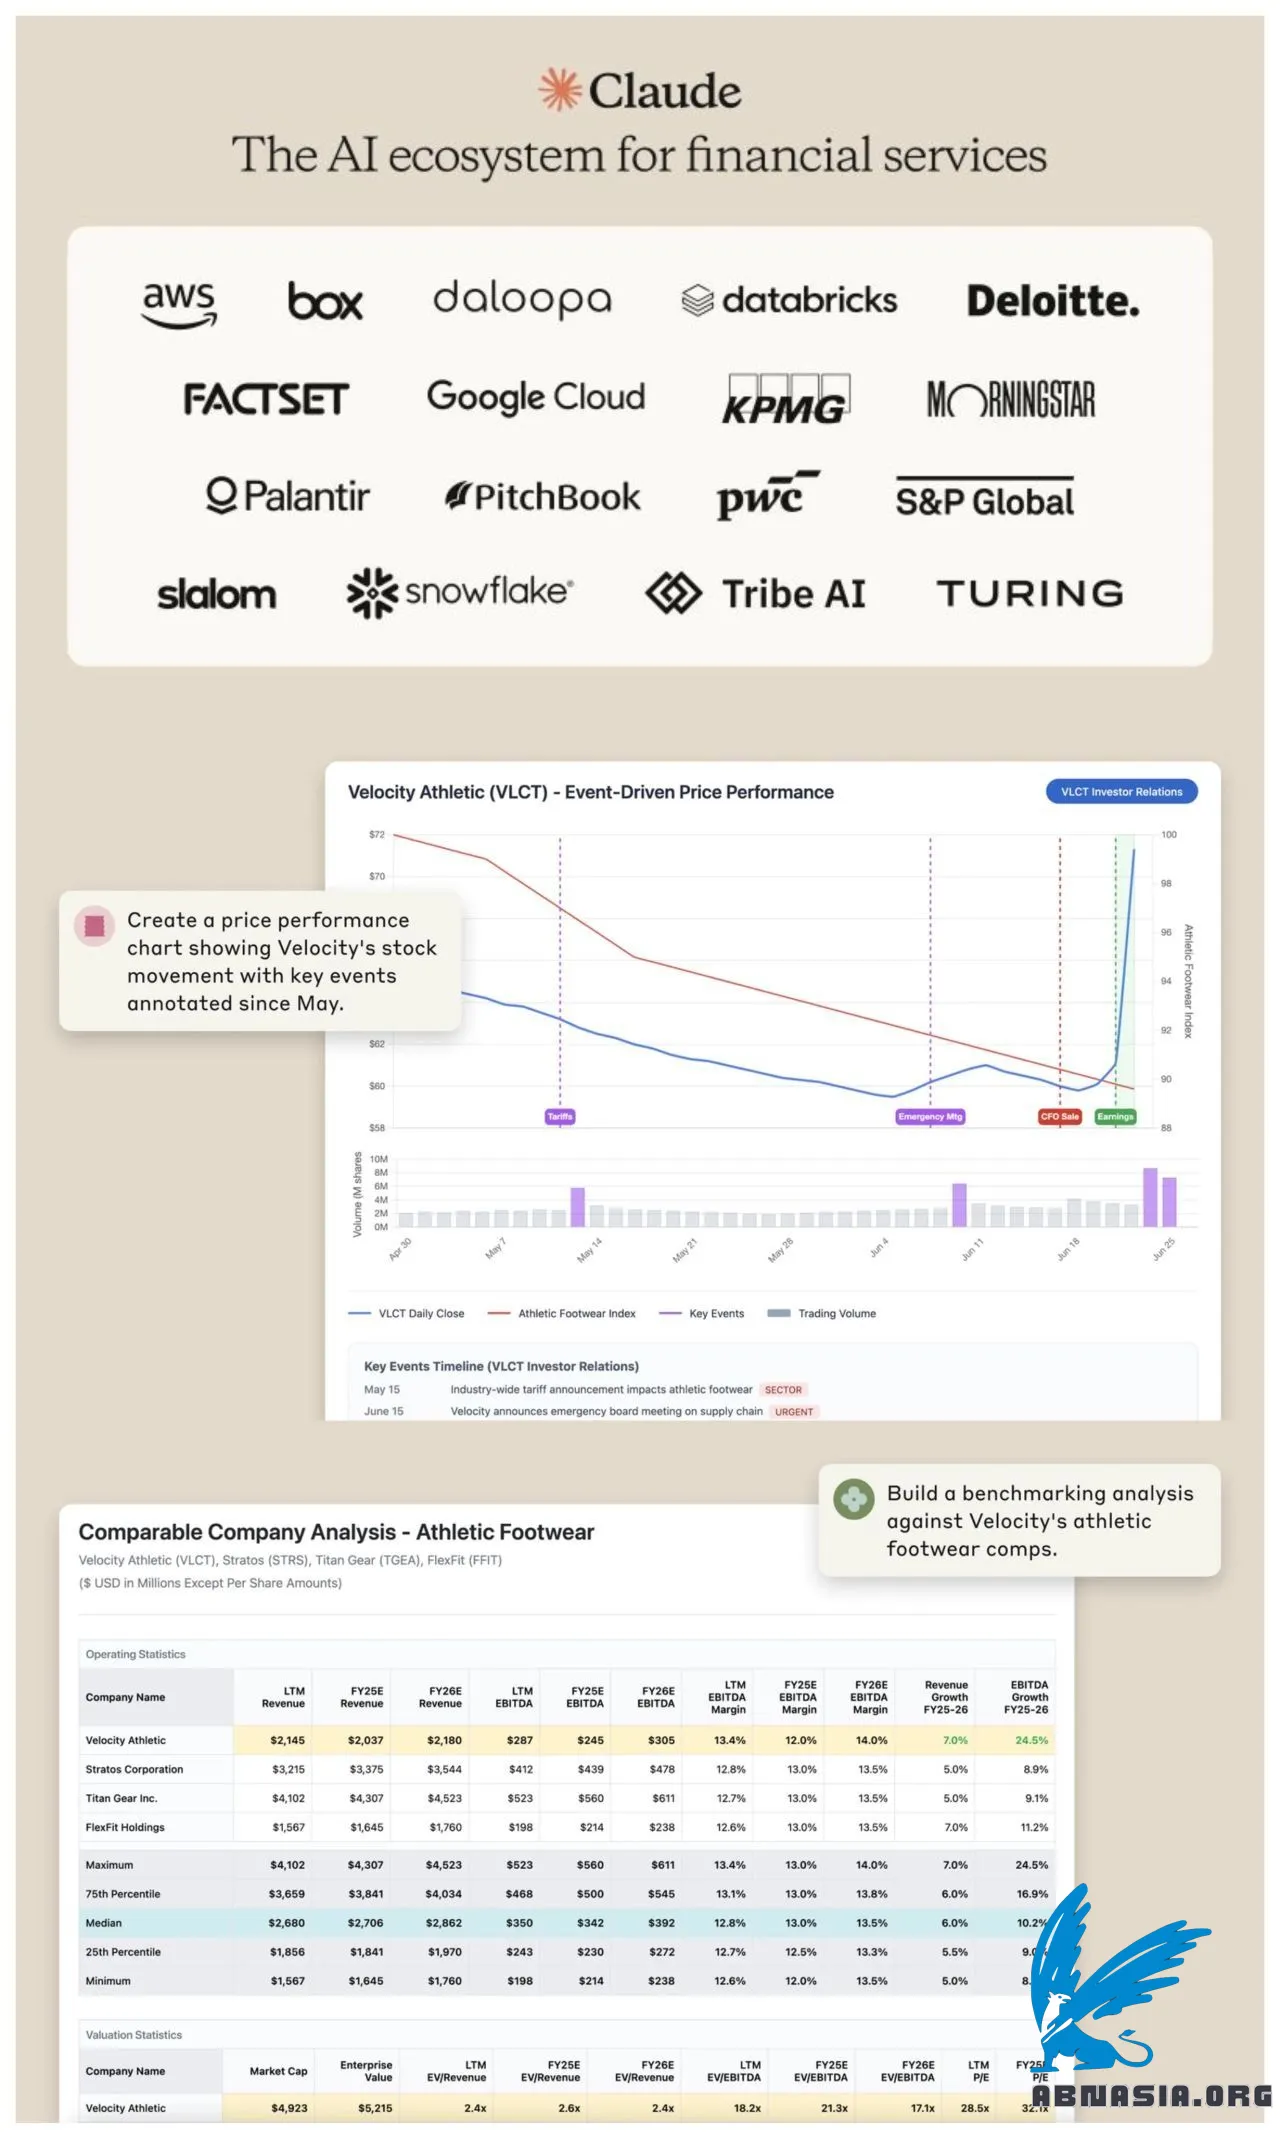 Claude
The AI ecosystem for financial services
aws box daloopa databricks Deloitte.
FACTSET Google Cloud KPMG MORNINGSTAR
Palantir PitchBook pwc S&P Global
slalom snowflake® Tribe AI TURING
Velocity Athletic (VLCT) - Event-Driven Price Performance
VLCT Investor Relations
$72
$70
$62
$60
$58
100
98
96
94
92
90
88
Athletic Footwear Index
Create a price performance
chart showing Velocity's stock
movement with key events
annotated since May.
Tariffs Emergency Mtg CFO Sale Earnings
Volume (M shares
10M
8M
6M
4M
2M
0M
Apr 30 May 7 May 14 May 21 May 28 Jun 4 Jun 11 Jun 18 Jun 25
VLCT Daily Close Athletic Footwear Index Key Events Trading Volume
Key Events Timeline (VLCT Investor Relations)
May 15 Industry-wide tariff announcement impacts athletic footwear SECTOR
June 15 Velocity announces emergency board meeting on supply chain URGENT
Build a benchmarking analysis
against Velocity's athletic
footwear comps.
Comparable Company Analysis - Athletic Footwear
Velocity Athletic (VLCT), Stratos (STRS), Titan Gear (TGEA), FlexFit (FFIT)
($ USD in Millions Except Per Share Amounts)
Operating Statistics
Company Name LTM Revenue FY25E Revenue FY26E Revenue LTM EBITDA FY25E EBITDA FY26E EBITDA LTM EBITDA Margin FY25E EBITDA Margin FY26E EBITDA Margin Revenue Growth FY25-26 EBITDA Growth FY25-26
Velocity Athletic $2,145 $2,037 $2,180 $287 $245 $305 13.4% 12.0% 14.0% 7.0% 24.5%
Stratos Corporation $3,215 $3,375 $3,544 $412 $439 $478 12.8% 13.0% 13.5% 5.0% 8.9%
Titan Gear Inc. $4,102 $4,307 $4,523 $523 $560 $611 12.7% 13.0% 13.5% 5.0% 9.1%
FlexFit Holdings $1,567 $1,645 $1,760 $198 $214 $238 12.6% 13.0% 13.5% 7.0% 11.2%
Maximum $4,102 $4,307 $4,523 $523 $560 $611 13.4% 13.0% 14.0% 7.0% 24.5%
75th Percentile $3,659 $3,841 $4,034 $468 $500 $545 13.1% 13.0% 13.8% 6.0% 16.9%
Median $2,680 $2,706 $2,862 $350 $342 $392 12.8% 13.0% 13.5% 6.0% 10.2%
25th Percentile $1,856 $1,841 $1,970 $243 $230 $272 12.7% 12.5% 13.3% 5.5%
Minimum $1,567 $1,645 $1,760 $198 $214 $238 12.6% 12.0% 13.5% 5.0%
Valuation Statistics
Company Name Market Cap Enterprise Value LTM EV/Revenue FY25E EV/Revenue FY26E EV/Revenue LTM EV/EBITDA FY25E EV/EBITDA FY26E EV/EBITDA LTM P/E FY25E P/E
Velocity Athletic $4,923 $5,215 2.4x 2.6x 2.4x 18.2x 21.3x 17.1x 28.5x 32.1x
ABNASIA.ORG